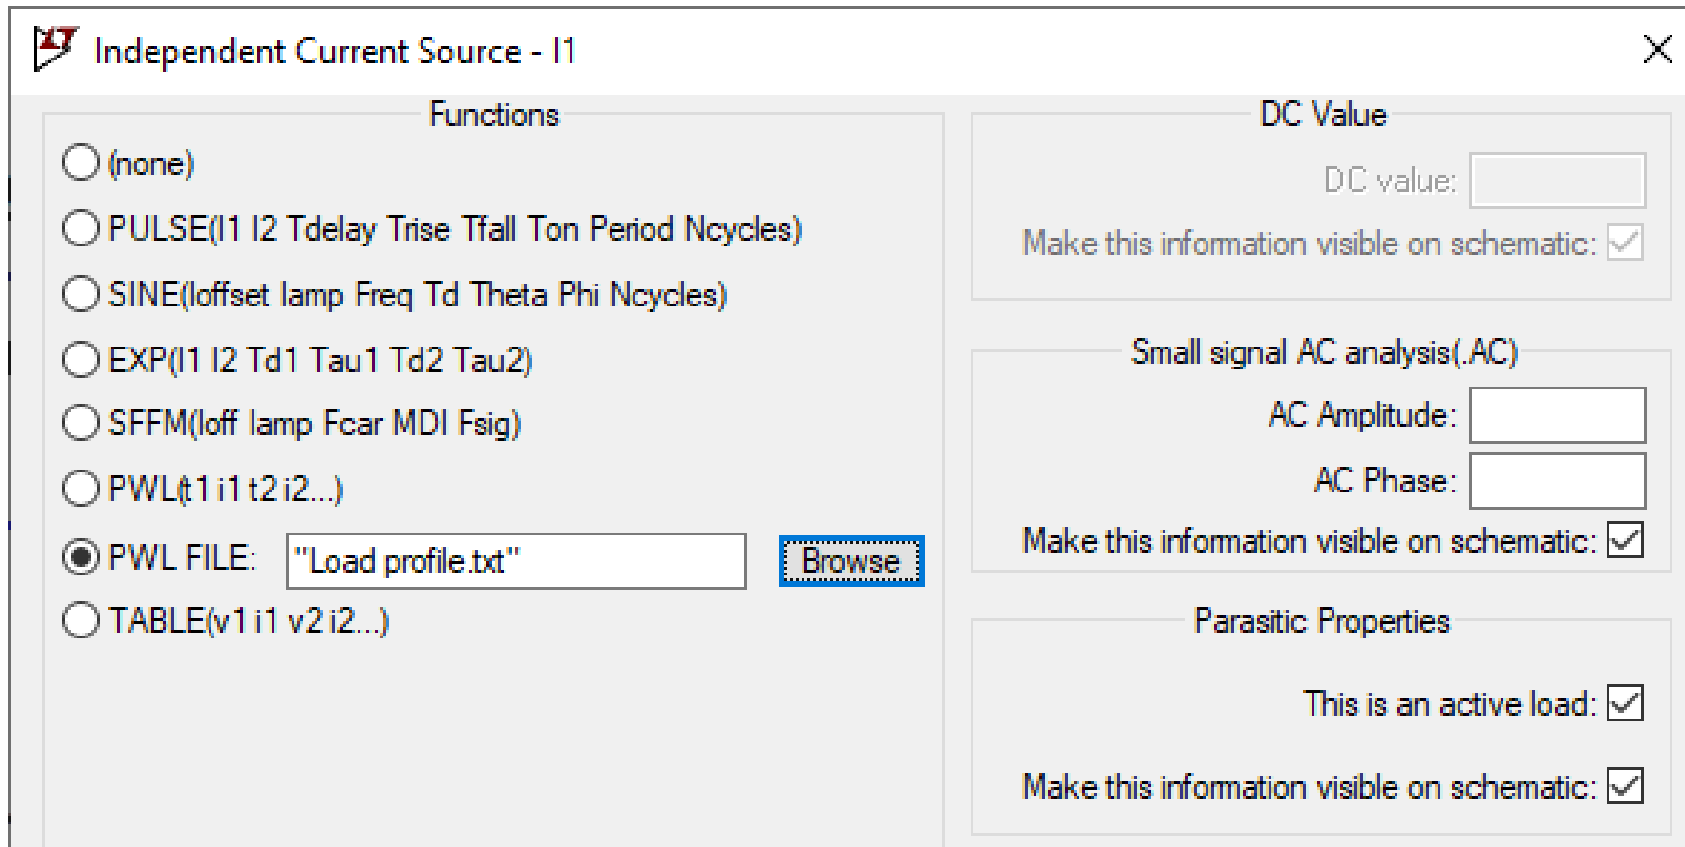 Independent Current Source - I1
Functions
(none)
PULSE(I1 I2 Tdelay Trise Tfall Ton Period Ncycles)
SINE(Ioffset Iamp Freq Td Theta Phi Ncycles)
EXP(I1 I2 Td1 Tau1 Td2 Tau2)
SFFM(Ioff Iamp Fcar MDI Fsig)
PWL(t1 i1 t2 i2...)
PWL FILE: "Load profile.txt" Browse
TABLE(v1 i1 v2 i2...)
DC Value
DC value:
Make this information visible on schematic:
Small signal AC analysis(.AC)
AC Amplitude:
AC Phase:
Make this information visible on schematic:
Parasitic Properties
This is an active load:
Make this information visible on schematic: